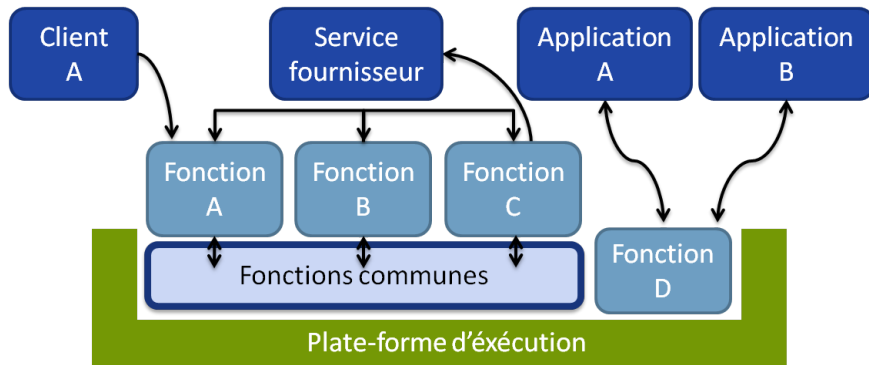 Client
A
Service
fournisseur
Application
A
Application
B
Fonction
A
Fonction
B
Fonction
C
Fonction
D
Fonctions communes
Plate-forme d'éxécution